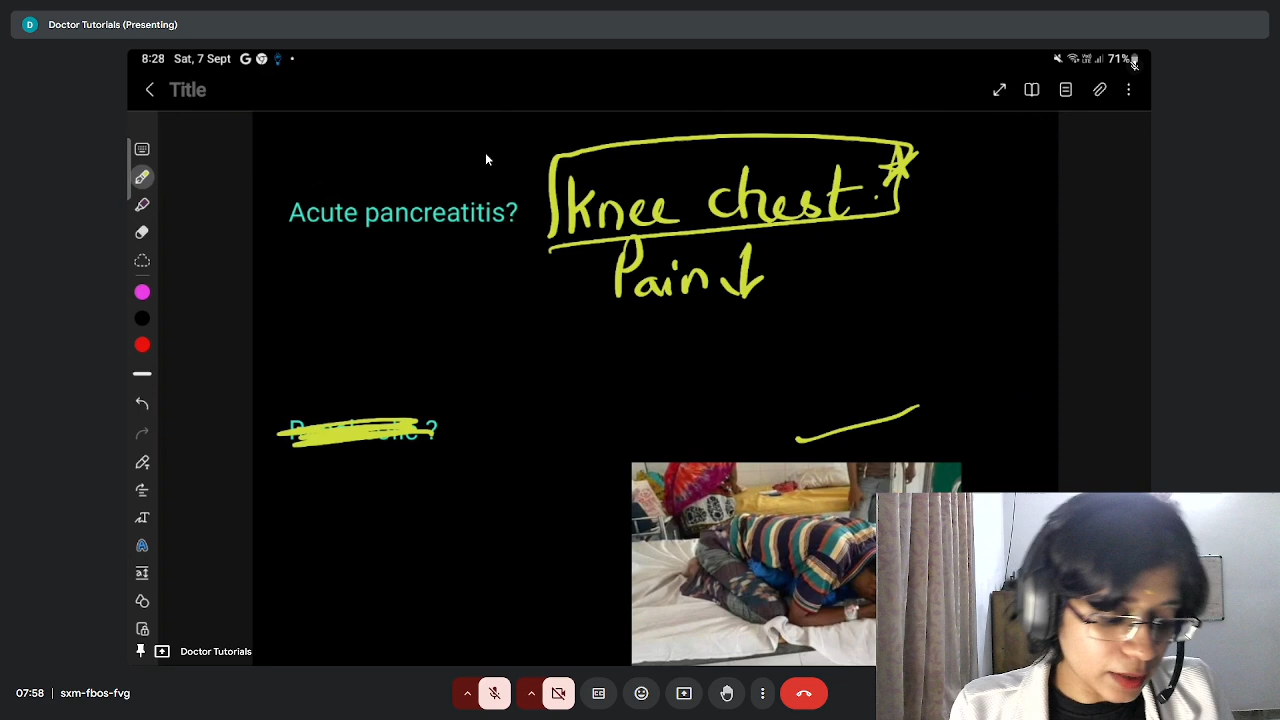 D Doctor Tutorials (Presenting)
8:28 Sat, 7 Sept G 71%
Title
Acute pancreatitis? Knee chest.
Pain ↓
?
Doctor Tutorials
07:58 sxm-fbos-fvg